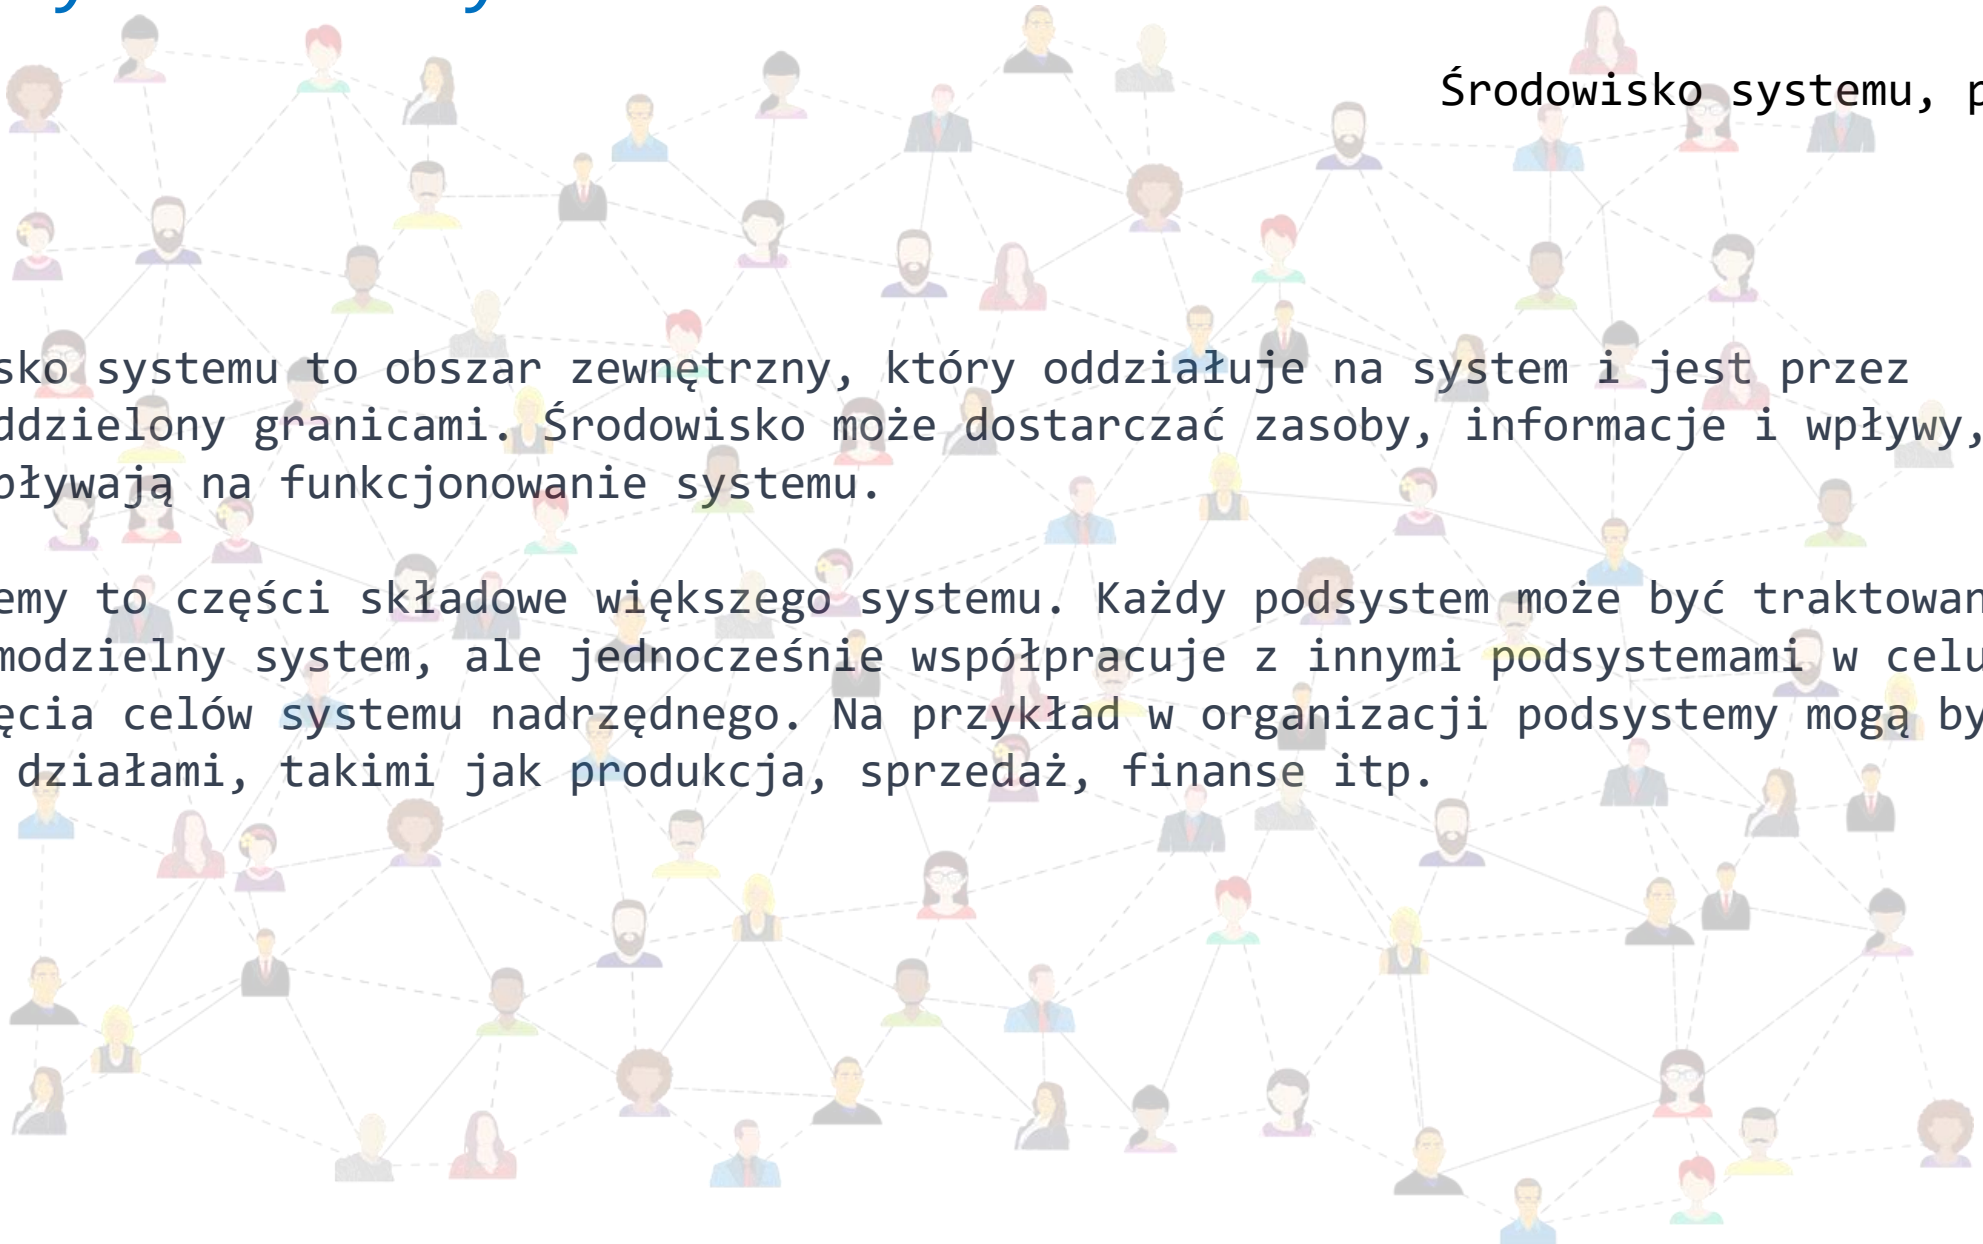 Środowisko systemu, p
sko systemu to obszar zewnętrzny, który oddziałuje na system i jest przez
ddzielony granicami. Środowisko może dostarczać zasoby, informacje i wpływy,
pływają na funkcjonowanie systemu.
emy to części składowe większego systemu. Każdy podsystem może być traktowan
modzielny system, ale jednocześnie współpracuje z innymi podsystemami w celu
ęcia celów systemu nadrzędnego. Na przykład w organizacji podsystemy mogą by
działami, takimi jak produkcja, sprzedaż, finanse itp.